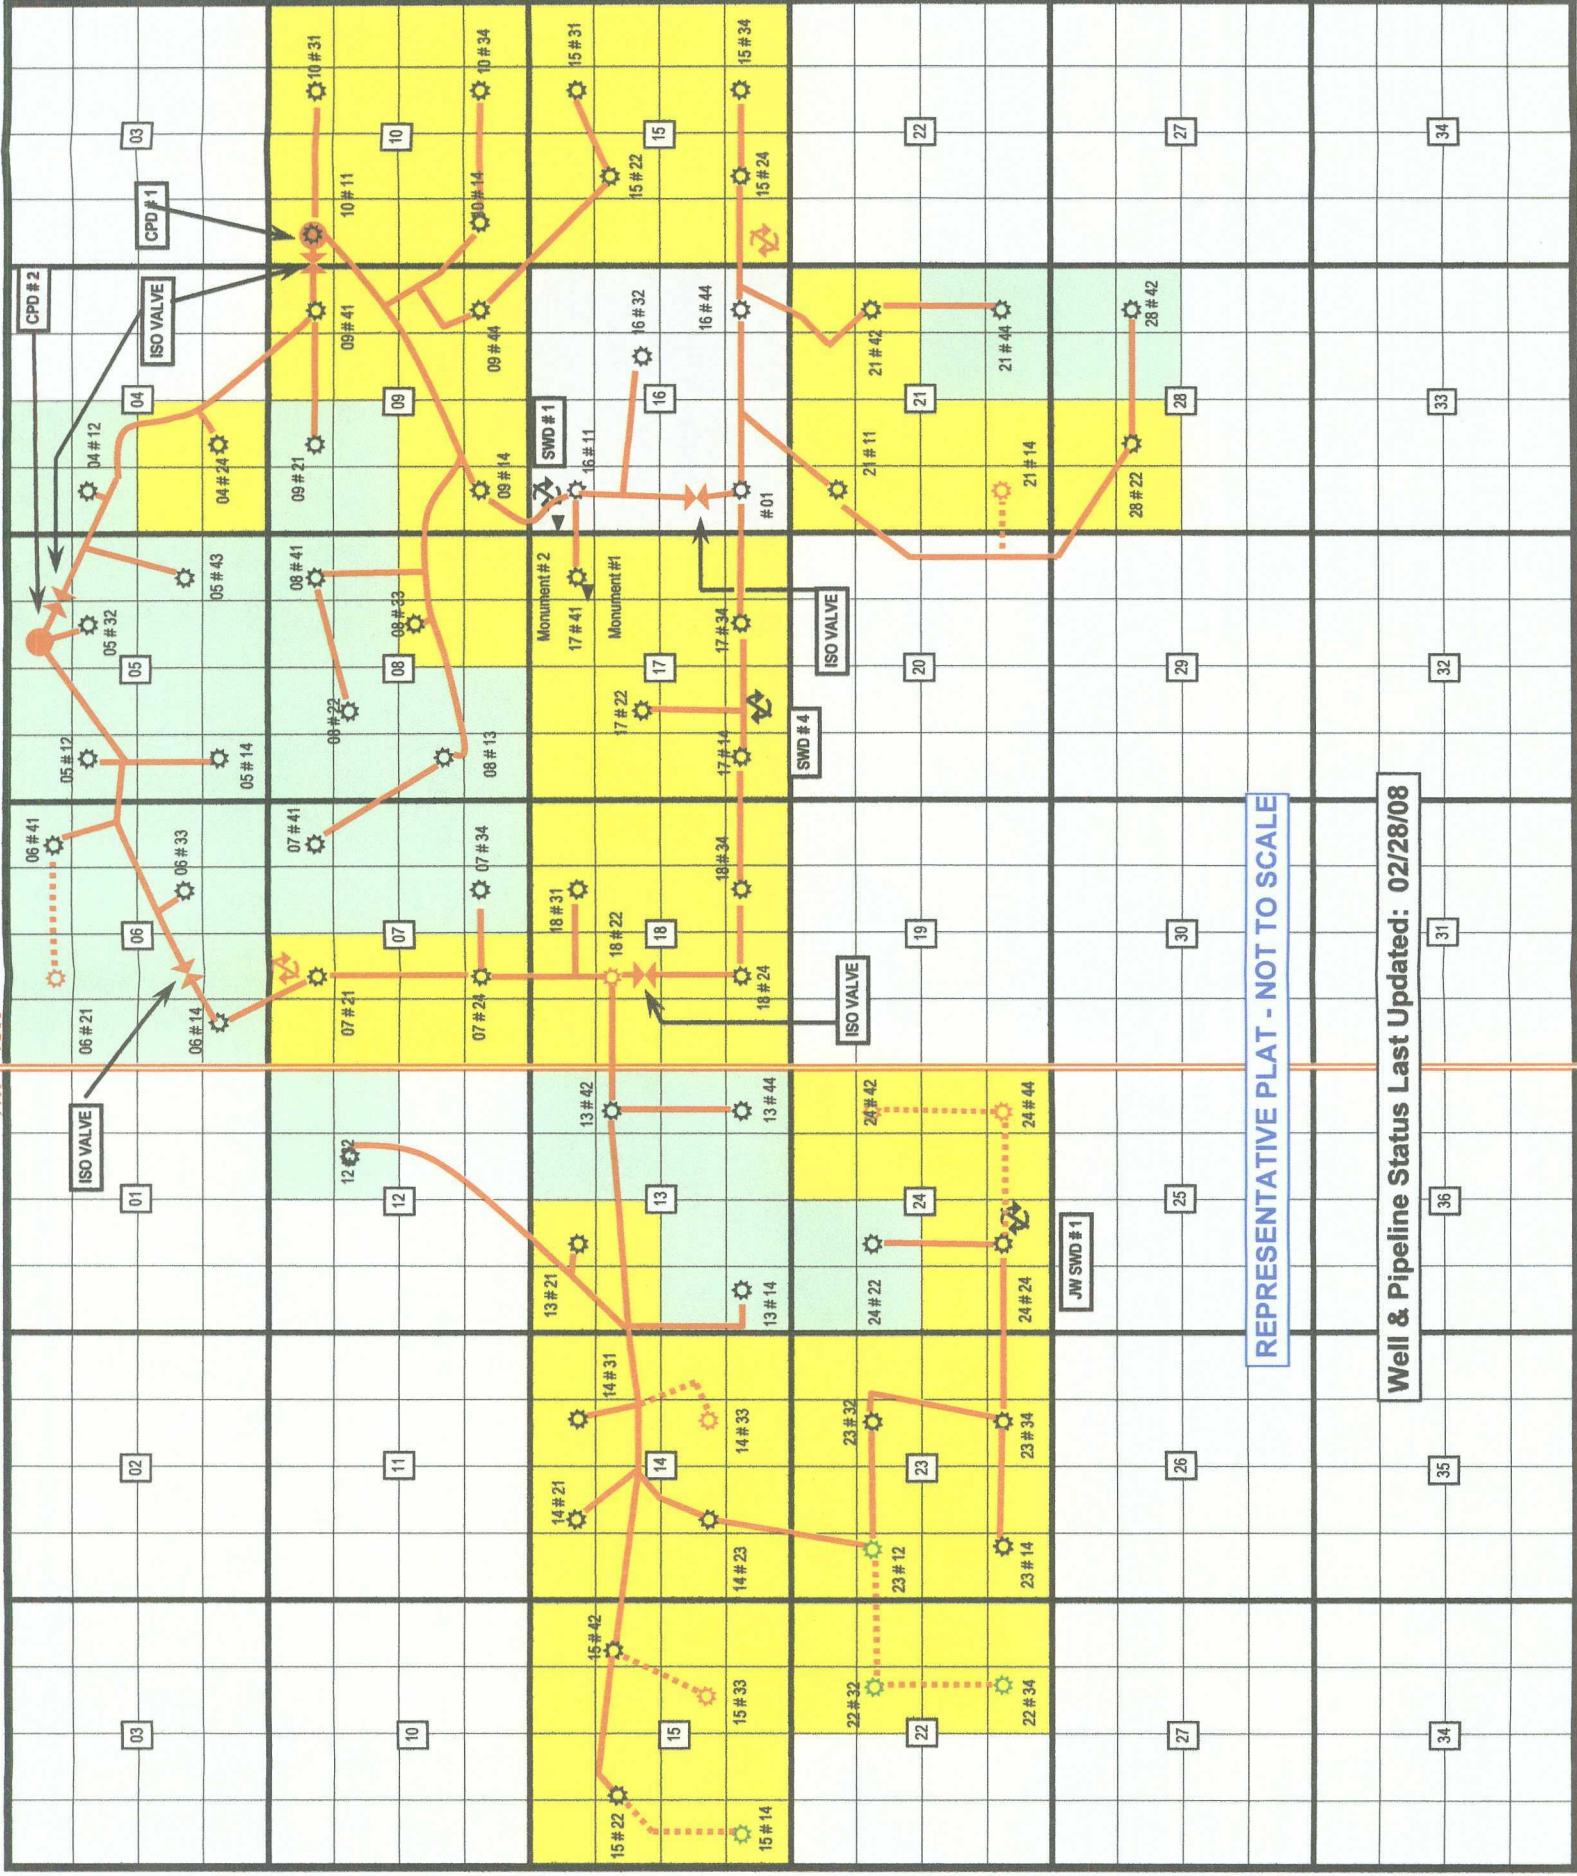 CPD # 2
CPD # 1
ISO VALVE
ISO VALVE
03
02
01
06
05
04
03
06 # 21
06 # 41
06 # 14
06 # 33
05 # 12
05 # 14
05 # 32
05 # 43
04 # 12
04 # 24
10
11
12
07
08
09
10
12 # 32
07 # 21
07 # 24
07 # 41
07 # 34
08 # 13
08 # 22
08 # 33
08 # 41
09 # 21
09 # 14
09 # 41
09 # 44
10 # 11
10 # 14
10 # 31
10 # 34
15
14
13
18
17
16
15
15 # 22
15 # 14
15 # 42
15 # 33
14 # 21
14 # 23
14 # 31
14 # 33
13 # 21
13 # 14
13 # 42
13 # 44
18 # 22
18 # 31
18 # 24
18 # 34
17 # 14
17 # 22
17 # 34
17 # 41
Monument # 2
Monument #1
SWD # 1
16 # 11
#01
16 # 32
16 # 44
15 # 22
15 # 24
15 # 31
15 # 34
ISO VALVE
SWD # 4
ISO VALVE
22
23
24
19
20
21
22
22 # 32
22 # 34
23 # 12
23 # 14
23 # 32
23 # 34
24 # 22
24 # 24
24 # 42
24 # 44
21 # 11
21 # 14
21 # 42
21 # 44
JW SWD # 1
27
26
25
30
29
28
27
28 # 22
28 # 42
REPRESENTATIVE PLAT - NOT TO SCALE
Well & Pipeline Status Last Updated: 02/28/08
34
35
36
31
32
33
34